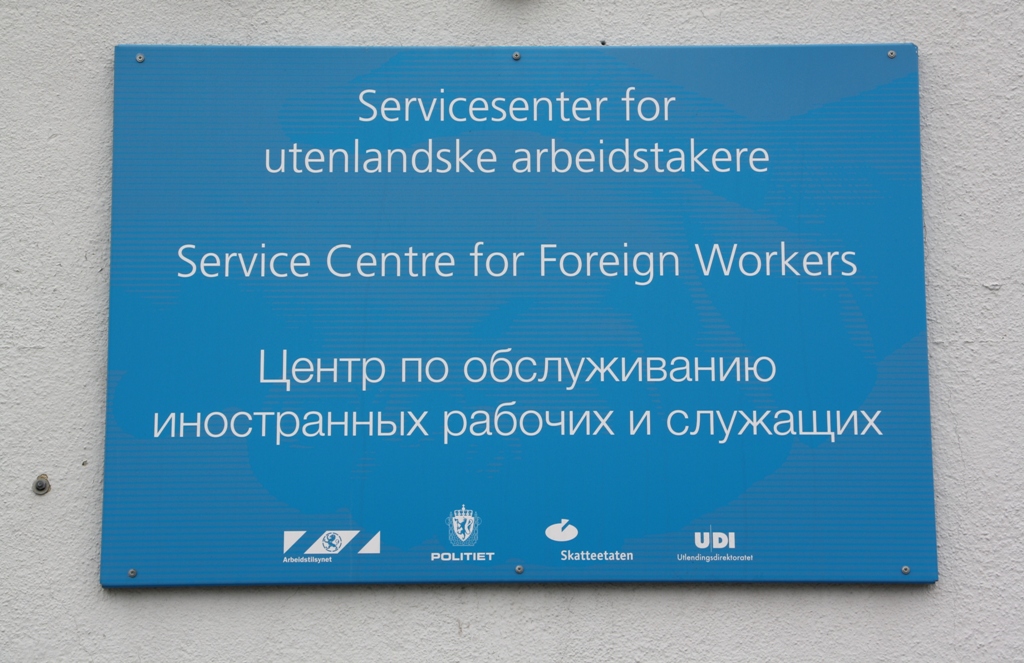 Servicesenter for
utenlandske arbeidstakere
Service Centre for Foreign Workers
Центр по обслуживанию
иностранных рабочих и служащих
Arbeidstilsynet
POLITIET
Skatteetaten
UDI
Utlendingsdirektoratet